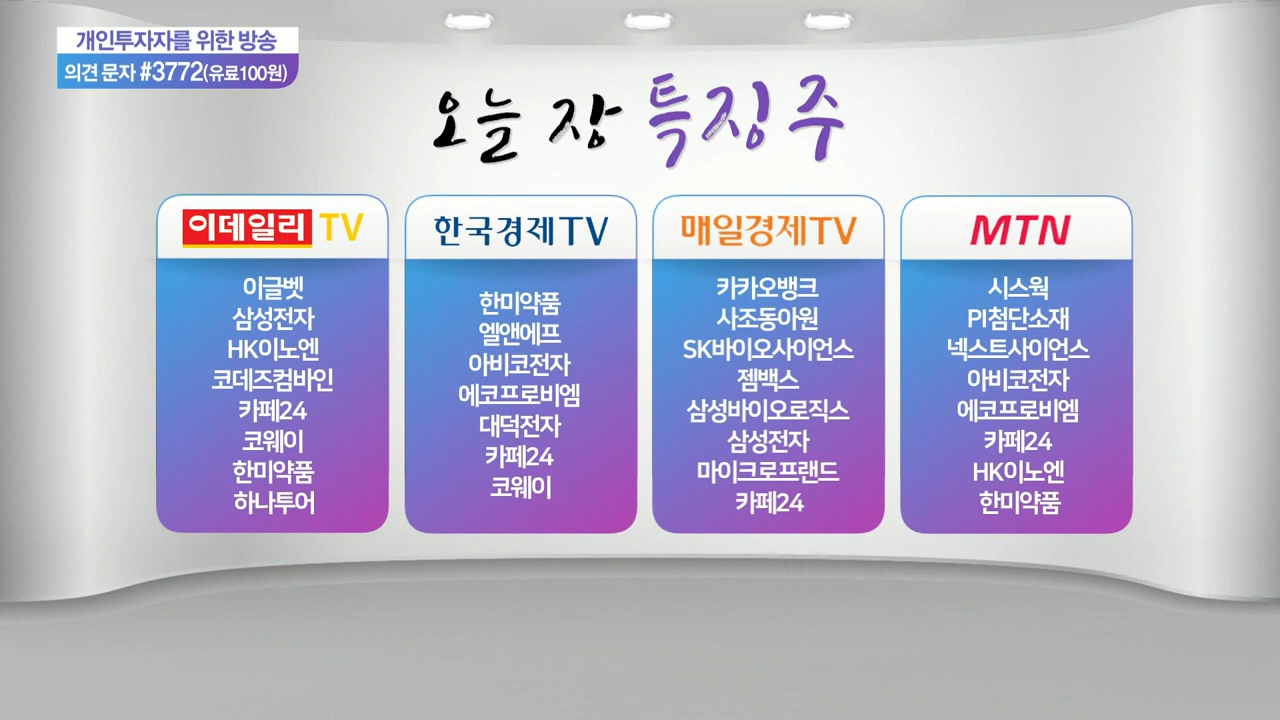 개인투자자를 위한 방송
의견 문자 #3772(유료100원)
오늘 장 특징주
이데일리 TV
이글벳
삼성전자
HK이노엔
코데즈컴바인
카페24
코웨이
한미약품
하나투어
한국경제TV
한미약품
엘앤에프
아비코전자
에코프로비엠
대덕전자
카페24
코웨이
매일경제TV
카카오뱅크
사조동아원
SK바이오사이언스
젬백스
삼성바이오로직스
삼성전자
마이크로프랜드
카페24
MTN
시스웍
PI첨단소재
넥스트사이언스
아비코전자
에코프로비엠
카페24
HK이노엔
한미약품